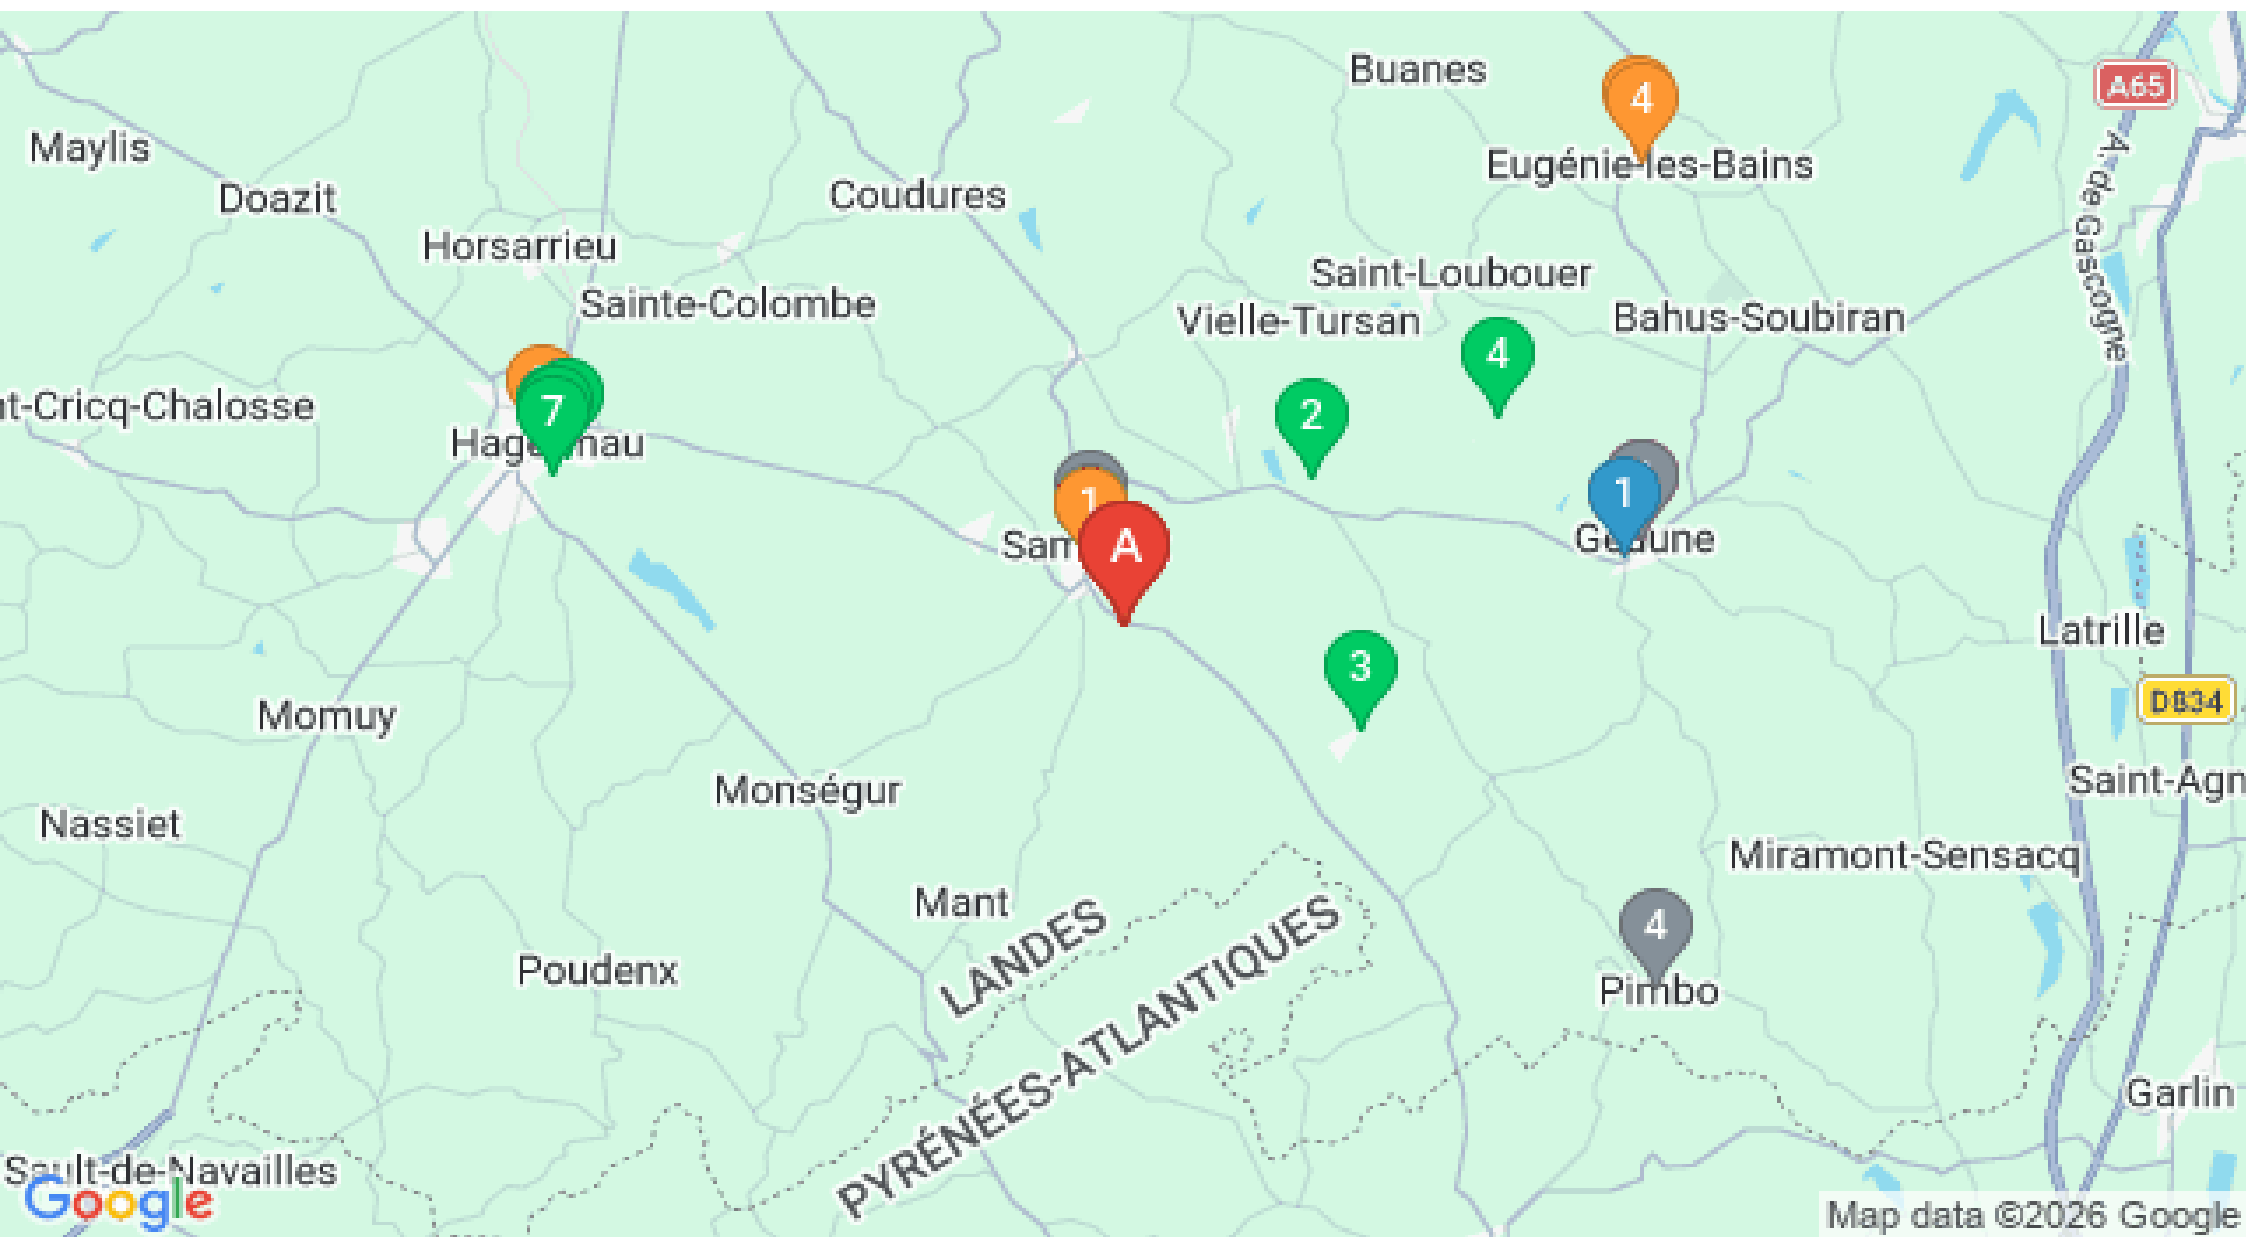 Buanes
4
A65
Maylis
Eugénie-les-Bains
Doazit
Coudures
A. de Gascogne
Horsarrieu
Saint-Loubouer
Sainte-Colombe
Vielle-Tursan
Bahus-Soubiran
4
nt-Cricq-Chalosse
7
2
1
1
A
3
Latrille
D834
Momuy
Monségur
Saint-Agn
Nassiet
Miramont-Sensacq
Mant
LANDES
4
Poudenx
PYRÉNÉES-ATLANTIQUES
Pimbo
Garlin
Sault-de-Navailles
Google
Map data ©2026 Google